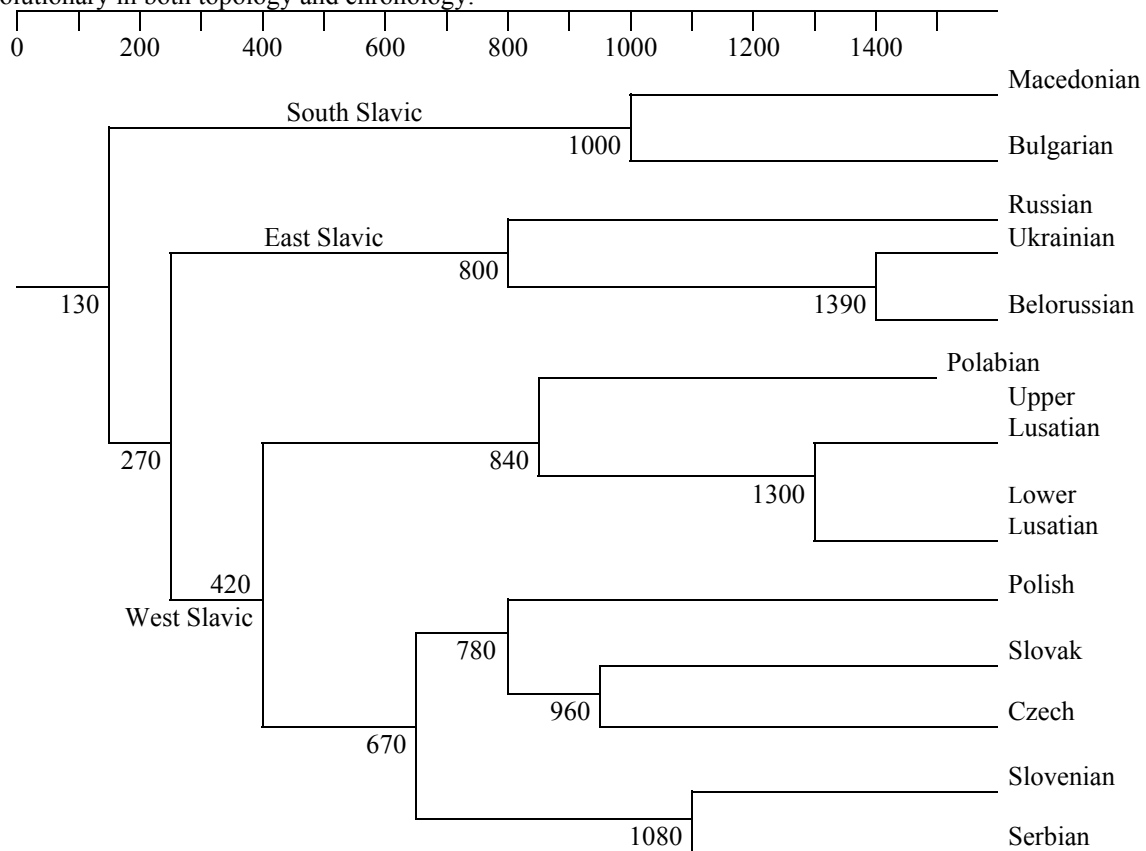 olutionary in both topology and chronology:
0 200 400 600 800 1000 1200 1400
Macedonian
South Slavic
1000
Bulgarian
Russian
East Slavic
Ukrainian
800
130
1390
Belorussian
Polabian
Upper
Lusatian
270
840
1300
Lower
Lusatian
420
Polish
West Slavic
780
Slovak
960
Czech
670
Slovenian
1080
Serbian